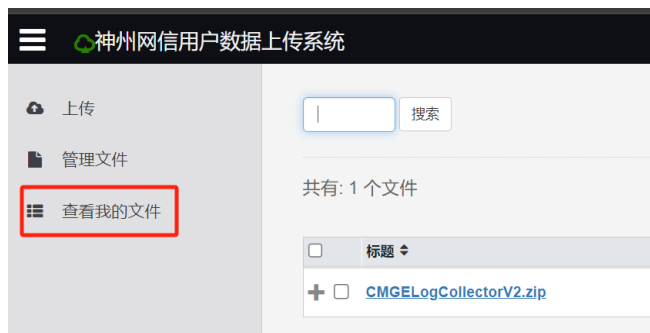 神州网信用户数据上传系统
上传
管理文件
查看我的文件
搜索
共有: 1 个文件
标题
CMGELogCollectorV2.zip